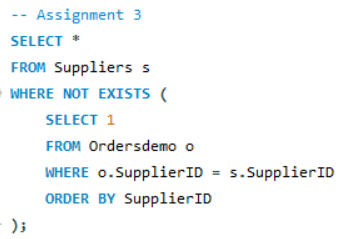 -- Assignment 3
SELECT *
FROM Suppliers s
WHERE NOT EXISTS (
SELECT 1
FROM Ordersdemo o
WHERE o.SupplierID = s.SupplierID
ORDER BY SupplierID
);